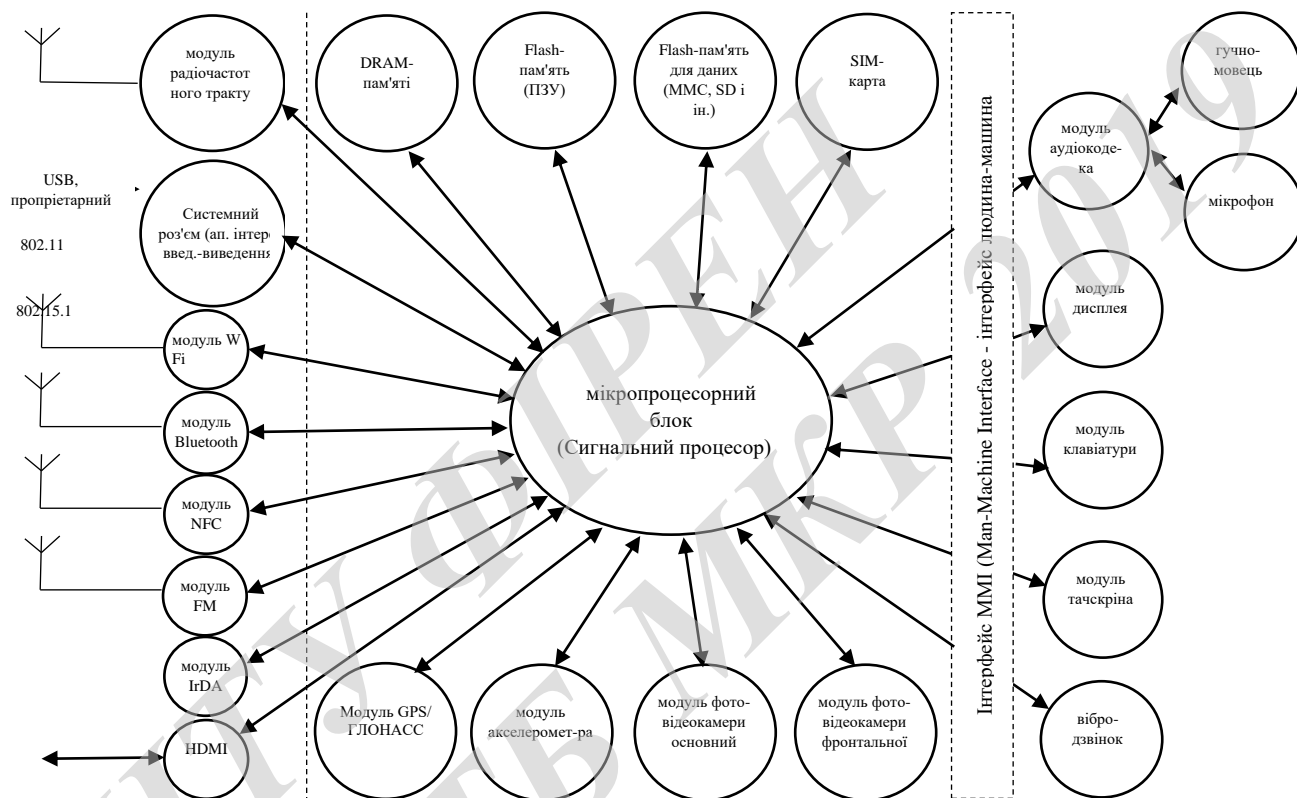 модуль
радіочастот
ного тракту
DRAM-
пам'яті
Flash-
пам'ять
(ПЗУ)
Flash-пам'ять
для даних
(MMC, SD і
ін.)
SIM-
карта
гучно-
мовець
модуль
аудіокоде-
ка
мікрофон
USB,
пропріетарний
802.11
802.15.1
Системний
роз'єм (ап. інтер
введ.-виведення
модуль W
Fi
модуль
Bluetooth
модуль
NFC
модуль
FM
модуль
IrDA
HDMI
мікропроцесорний
блок
(Сигнальний процесор)
Інтерфейс MMI (Man-Machine Interface - інтерфейс людина-машина
модуль
дисплея
модуль
клавіатури
модуль
тачскріна
вібро-
дзвінок
Модуль GPS/
ГЛОНАСС
модуль
акселеромет-ра
модуль фото-
відеокамери
основний
модуль фото-
відеокамери
фронтальної
ФІРЕН
МКР 2019